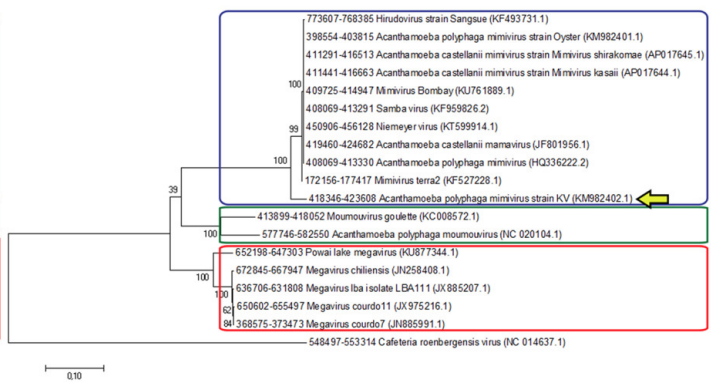 773607-768385 Hirudovirus strain Sangsue (KF493731.1)
398554-403815 Acanthamoeba polyphaga mimivirus strain Oyster (KM982401.1)
411291-416513 Acanthamoeba castellanii mimivirus strain Mimivirus shirakomae (AP017645.1)
411441-416663 Acanthamoeba castellanii mimivirus strain Mimivirus kasaii (AP017644.1)
100
409725-414947 Mimivirus Bombay (KU761889.1)
408069-413291 Samba virus (KF959826.2)
99
450906-456128 Niemeyer virus (KT599914.1)
419460-424682 Acanthamoeba castellanii mamavirus (JF801956.1)
100
408069-413330 Acanthamoeba polyphaga mimivirus (HQ336222.2)
172156-177417 Mimivirus terra2 (KF527228.1)
39
418346-423608 Acanthamoeba polyphaga mimivirus strain KV (KM982402.1)
413899-418052 Moumouvirus goulette (KC008572.1)
100
577746-582550 Acanthamoeba polyphaga moumouvirus (NC 020104.1)
652198-647303 Powai lake megavirus (KU877344.1)
100
672845-667947 Megavirus chiliensis (JN258408.1)
636706-631808 Megavirus lba isolate LBA111 (JX885207.1)
100
650602-655497 Megavirus courdo11 (JX975216.1)
62
84
368575-373473 Megavirus courdo7 (JN885991.1)
548497-553314 Cafeteria roenbergensis virus (NC 014637.1)
0.10